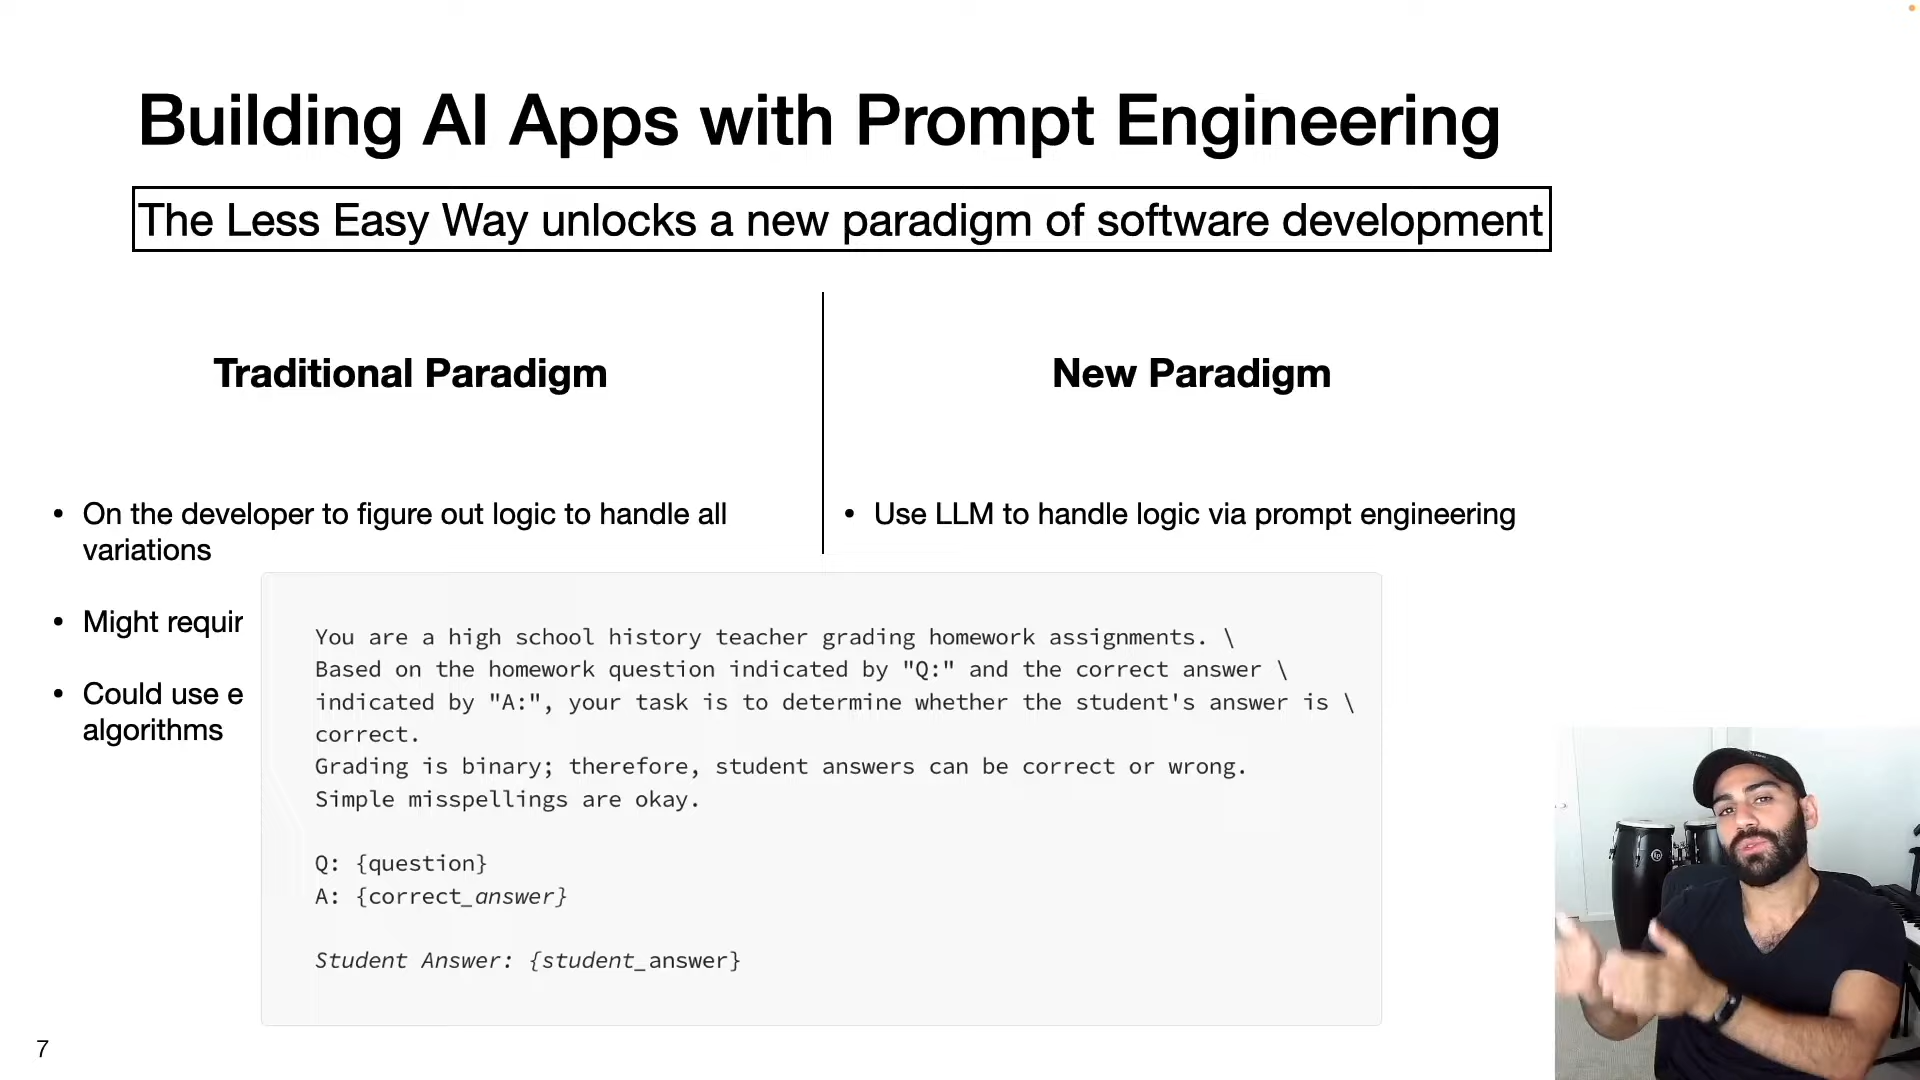 Building AI Apps with Prompt Engineering
The Less Easy Way unlocks a new paradigm of software development
Traditional Paradigm
• On the developer to figure out logic to handle all
variations
• Might requir
• Could use e
algorithms
New Paradigm
• Use LLM to handle logic via prompt engineering
You are a high school history teacher grading homework assignments. \
Based on the homework question indicated by "Q:" and the correct answer \
indicated by "A:", your task is to determine whether the student's answer is \
correct.
Grading is binary; therefore, student answers can be correct or wrong.
Simple misspellings are okay.
Q: {question}
A: {correct_answer}
Student Answer: {student_answer}
7